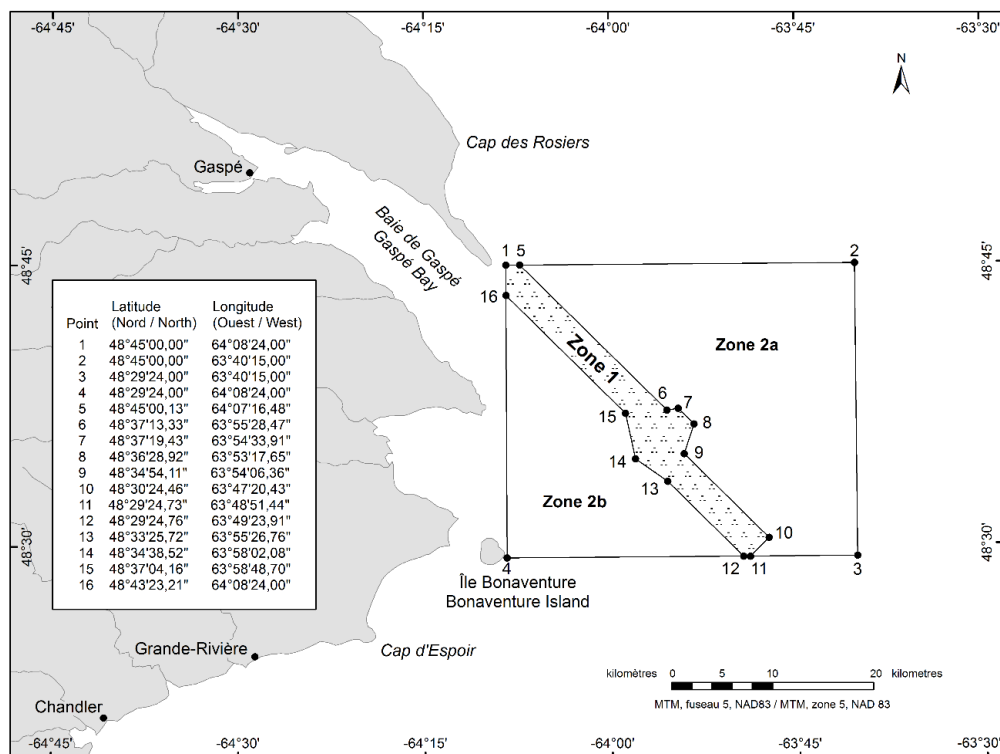 -64°45' -64°30' -64°15' -64°00' -63°45' -63°30'
N
Cap des Rosiers
Gaspé
Baie de Gaspé
Gaspé Bay
48°45' 1 5 2 48°45'
16
Zone 2a
Zone 1
Latitude Longitude
Point (Nord / North) (Ouest / West)
1 48°45'00,00" 64°08'24,00"
2 48°45'00,00" 63°40'15,00"
3 48°29'24,00" 63°40'15,00"
4 48°29'24,00" 64°08'24,00"
5 48°45'00,13" 64°07'16,48"
6 48°37'13,33" 63°55'28,47"
7 48°37'19,43" 63°54'33,91"
8 48°36'28,92" 63°53'17,65"
9 48°34'54,11" 63°54'06,36"
10 48°30'24,46" 63°47'20,43"
11 48°29'24,73" 63°48'51,44"
12 48°29'24,76" 63°49'23,91"
13 48°33'25,72" 63°55'26,76"
14 48°34'38,52" 63°58'02,08"
15 48°37'04,16" 63°58'48,70"
16 48°43'23,21" 64°08'24,00"
6 7
15 8
14 9
13
Zone 2b
10
48°30' 48°30'
4 12 11 3
Île Bonaventure
Bonaventure Island
Grande-Rivière
Cap d'Espoir
kilomètres 0 5 10 20 kilometres
MTM, fuseau 5, NAD83 / MTM, zone 5, NAD 83
Chandler
-64°45' -64°30' -64°15' -64°00' -63°45' -63°30'